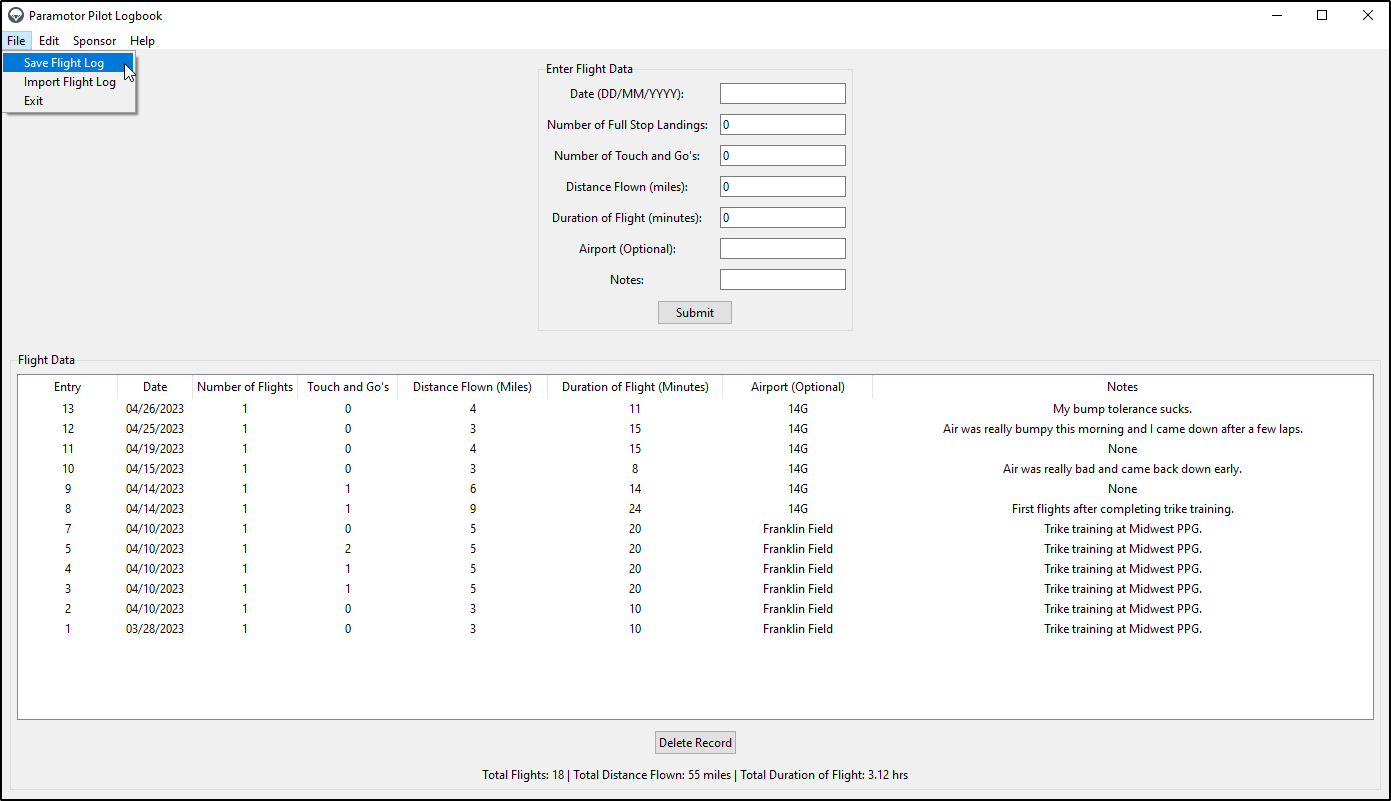 Paramotor Pilot Logbook
File Edit Sponsor Help
Save Flight Log
Import Flight Log
Exit
Enter Flight Data
Date (DD/MM/YYYY):
Number of Full Stop Landings: 0
Number of Touch and Go's: 0
Distance Flown (miles): 0
Duration of Flight (minutes): 0
Airport (Optional):
Notes:
Submit
Flight Data
Entry Date Number of Flights Touch and Go's Distance Flown (Miles) Duration of Flight (Minutes) Airport (Optional) Notes
13 04/26/2023 1 0 4 11 14G My bump tolerance sucks.
12 04/25/2023 1 0 3 15 14G Air was really bumpy this morning and I came down after a few laps.
11 04/19/2023 1 0 4 15 14G None
10 04/15/2023 1 0 3 8 14G Air was really bad and came back down early.
9 04/14/2023 1 1 6 14 14G None
8 04/14/2023 1 1 9 24 14G First flights after completing trike training.
7 04/10/2023 1 0 5 20 Franklin Field Trike training at Midwest PPG.
5 04/10/2023 1 2 5 20 Franklin Field Trike training at Midwest PPG.
4 04/10/2023 1 1 5 20 Franklin Field Trike training at Midwest PPG.
3 04/10/2023 1 1 5 20 Franklin Field Trike training at Midwest PPG.
2 04/10/2023 1 0 3 10 Franklin Field Trike training at Midwest PPG.
1 03/28/2023 1 0 3 10 Franklin Field Trike training at Midwest PPG.
Delete Record
Total Flights: 18 | Total Distance Flown: 55 miles | Total Duration of Flight: 3.12 hrs